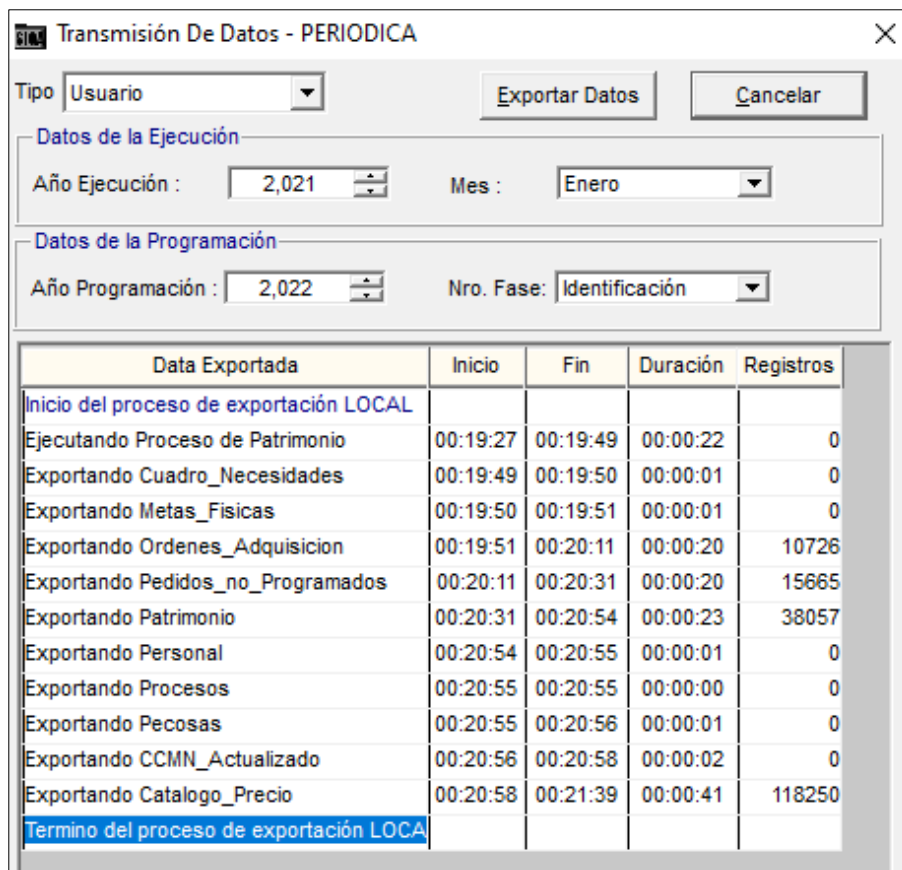 Transmisión De Datos - PERIODICA
Tipo Usuario Exportar Datos Cancelar
Datos de la Ejecución
Año Ejecución : 2,021 Mes : Enero
Datos de la Programación
Año Programación : 2,022 Nro. Fase: Identificación
Data Exportada Inicio Fin Duración Registros
Inicio del proceso de exportación LOCAL
Ejecutando Proceso de Patrimonio 00:19:27 00:19:49 00:00:22 0
Exportando Cuadro_Necesidades 00:19:49 00:19:50 00:00:01 0
Exportando Metas_Fisicas 00:19:50 00:19:51 00:00:01 0
Exportando Ordenes_Adquisicion 00:19:51 00:20:11 00:00:20 10726
Exportando Pedidos_no_Programados 00:20:11 00:20:31 00:00:20 15665
Exportando Patrimonio 00:20:31 00:20:54 00:00:23 38057
Exportando Personal 00:20:54 00:20:55 00:00:01 0
Exportando Procesos 00:20:55 00:20:55 00:00:00 0
Exportando Pecosas 00:20:55 00:20:56 00:00:01 0
Exportando CCMN_Actualizado 00:20:56 00:20:58 00:00:02 0
Exportando Catalogo_Precio 00:20:58 00:21:39 00:00:41 118250
Termino del proceso de exportación LOCA